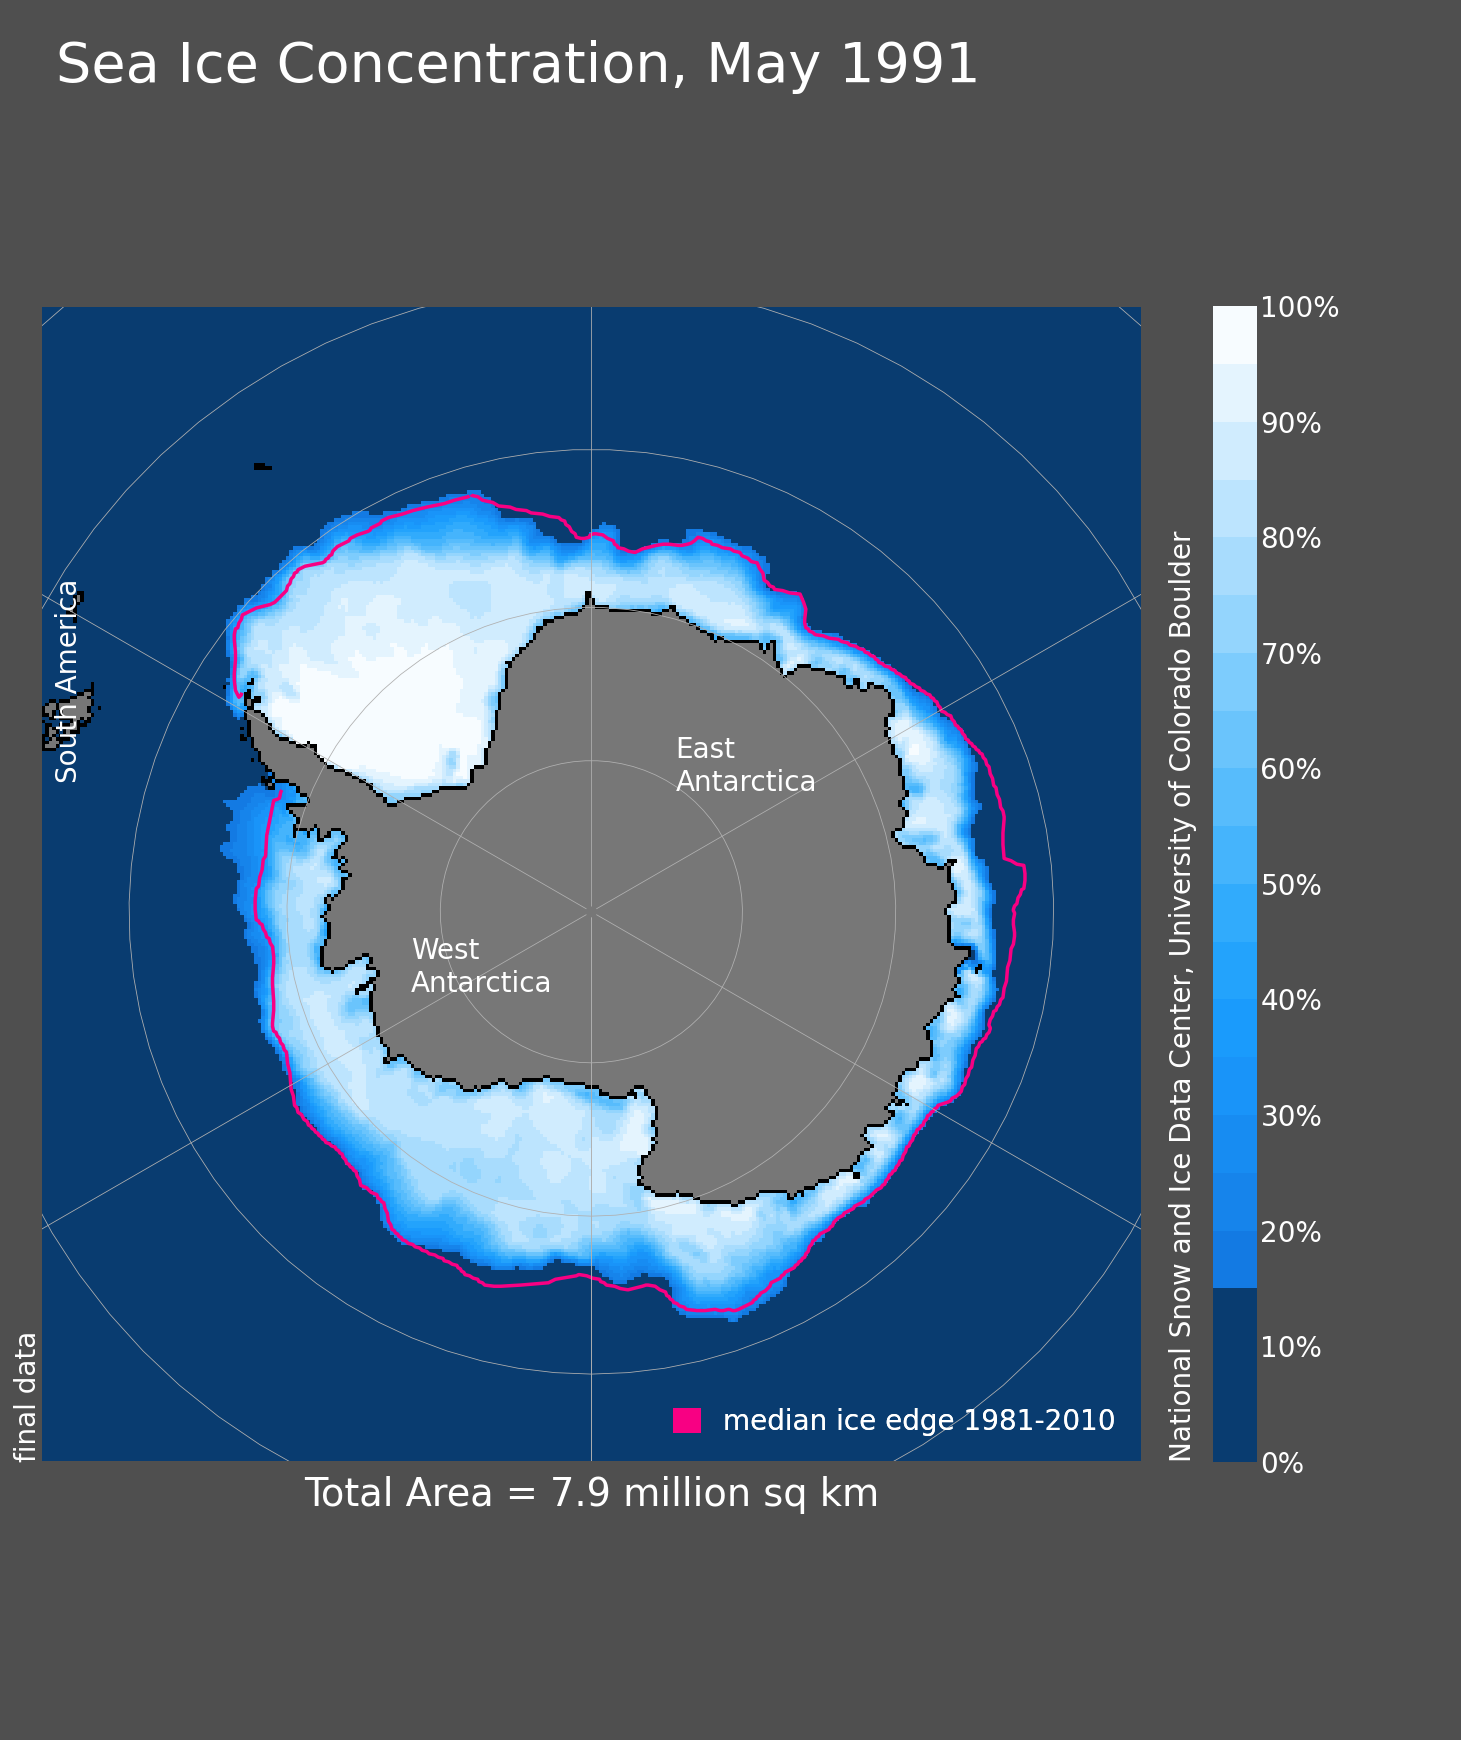 Sea Ice Concentration, May 1991
South America
East
Antarctica
West
Antarctica
median ice edge 1981-2010
final data
Total Area = 7.9 million sq km
National Snow and Ice Data Center, University of Colorado Boulder
100%
90%
80%
70%
60%
50%
40%
30%
20%
10%
0%